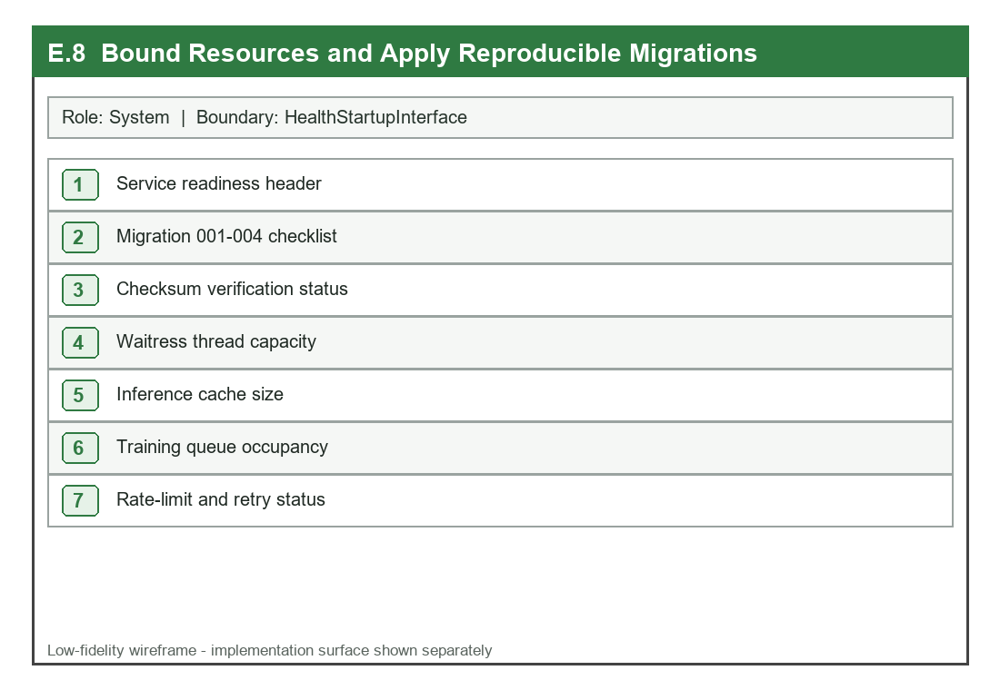 E.8 Bound Resources and Apply Reproducible Migrations
Role: System | Boundary: HealthStartupInterface
1 Service readiness header
2 Migration 001-004 checklist
3 Checksum verification status
4 Waitress thread capacity
5 Inference cache size
6 Training queue occupancy
7 Rate-limit and retry status
Low-fidelity wireframe - implementation surface shown separately